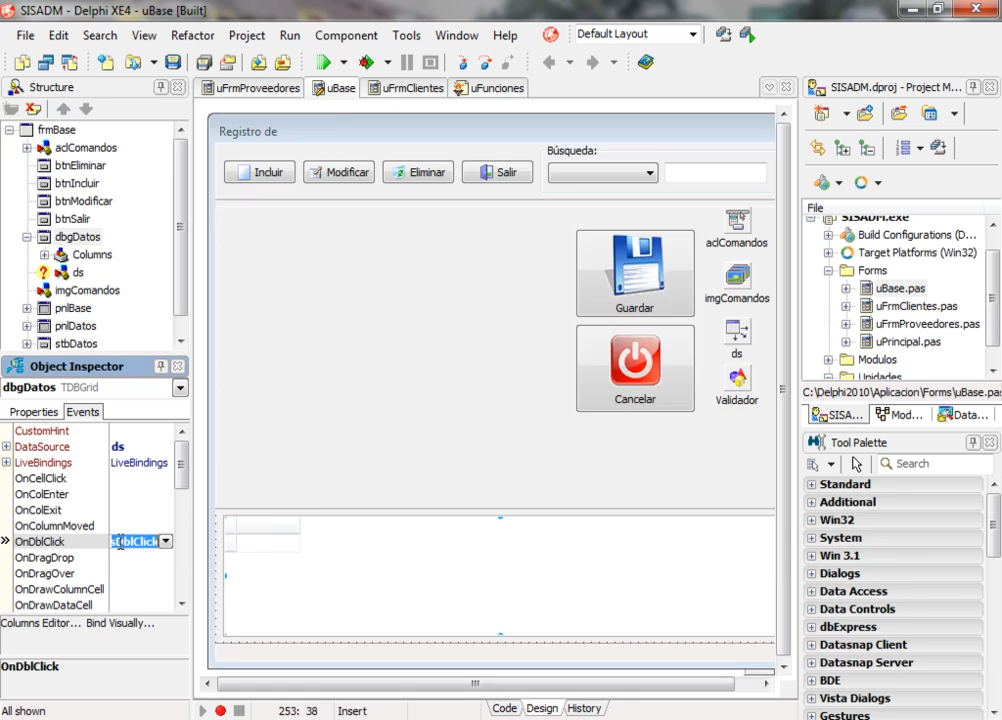 SISADM - Delphi XE4 - uBase [Built]
File Edit Search View Refactor Project Run Component Tools Window Help
Default Layout
Structure
frmBase
aclComandos
btnEliminar
btnIncluir
btnModificar
btnSalir
dbgDatos
Columns
? ds
imgComandos
pnlBase
pnlDatos
stbDatos
Object Inspector
dbgDatos TDBGrid
Properties Events
CustomHint
DataSource ds
LiveBindings LiveBindings
OnCellClick
OnColEnter
OnColExit
OnColumnMoved
OnDblClick sDblClick
OnDragDrop
OnDragOver
OnDrawColumnCell
OnDrawDataCell
Columns Editor... Bind Visually...
OnDblClick
All shown
uFrmProveedores uBase uFrmClientes uFunciones
Registro de
Incluir Modificar Eliminar Salir
Búsqueda:
Guardar
Cancelar
aclComandos
imgComandos
ds
Validador
253: 38 Insert
Code Design History
SISADM.dproj - Project M...
File
SISADM.exe
Build Configurations (D...
Target Platforms (Win32)
Forms
uBase.pas
uFrmClientes.pas
uFrmProveedores.pas
uPrincipal.pas
Modulos
Unidades
C:\Delphi2010\Aplicacion\Forms\uBase.pas
SISA... Mod... Data...
Tool Palette
Search
Standard
Additional
Win32
System
Win 3.1
Dialogs
Data Access
Data Controls
dbExpress
Datasnap Client
Datasnap Server
BDE
Vista Dialogs
Gestures